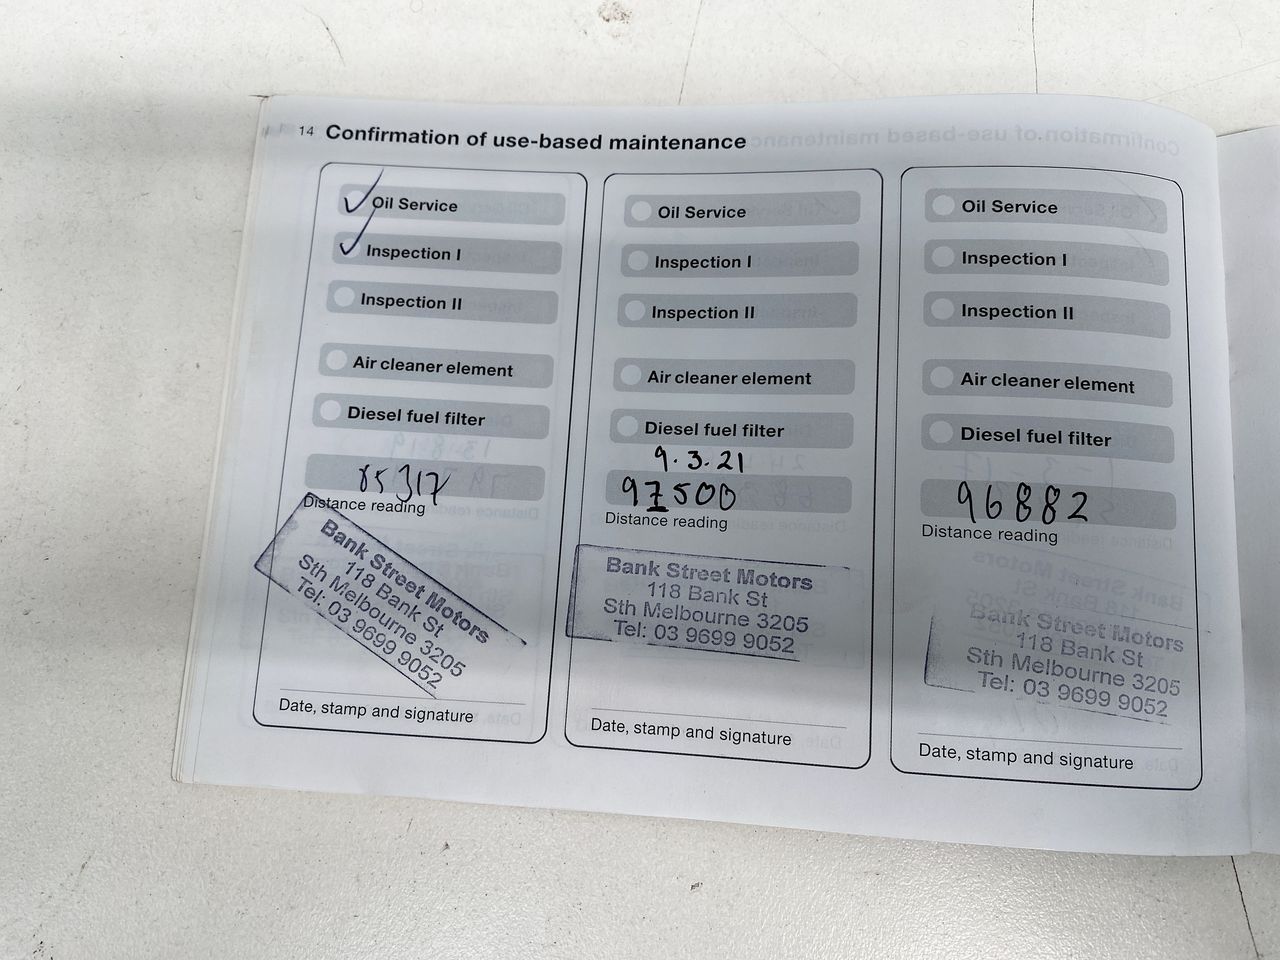 14 Confirmation of use-based maintenance
Oil Service
Inspection I
Inspection II
Air cleaner element
Diesel fuel filter
85317
Distance reading
Bank Street Motors
118 Bank St
Sth Melbourne 3205
Tel: 03 9699 9052
Date, stamp and signature
Oil Service
Inspection I
Inspection II
Air cleaner element
Diesel fuel filter
9.3.21
97500
Distance reading
Bank Street Motors
118 Bank St
Sth Melbourne 3205
Tel: 03 9699 9052
Date, stamp and signature
Oil Service
Inspection I
Inspection II
Air cleaner element
Diesel fuel filter
96882
Distance reading
Bank Street Motors
118 Bank St
Sth Melbourne 3205
Tel: 03 9699 9052
Date, stamp and signature